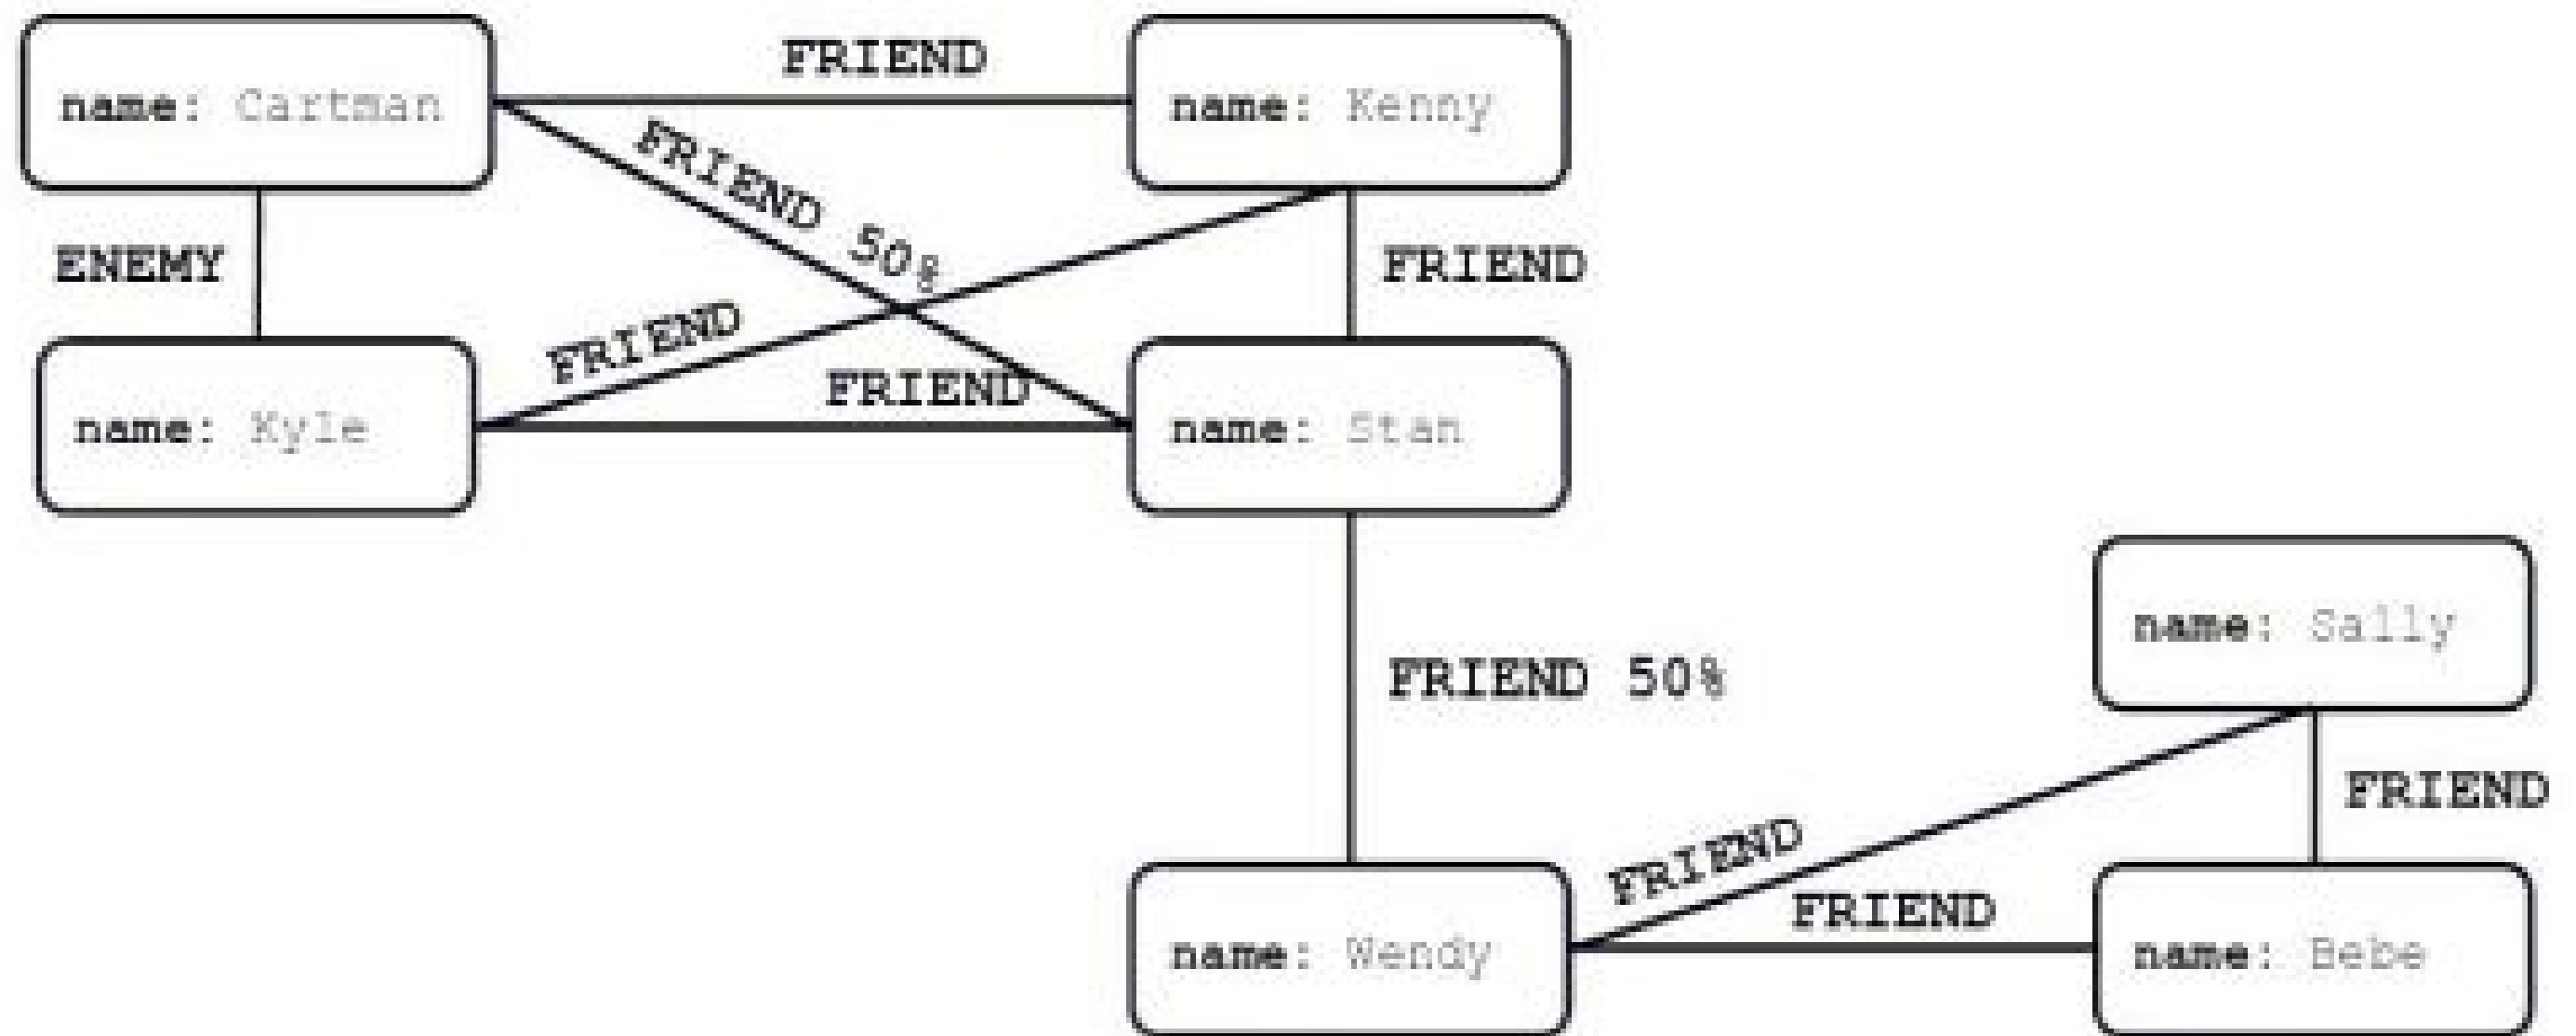 FRIEND
name: Cartman
name: Kenny
FRIEND 50%
ENEMY
FRIEND
FRIEND
FRIEND
name: Kyle
name: Stan
name: Sally
FRIEND 50%
FRIEND
FRIEND
FRIEND
name: Wendy
name: Bebe